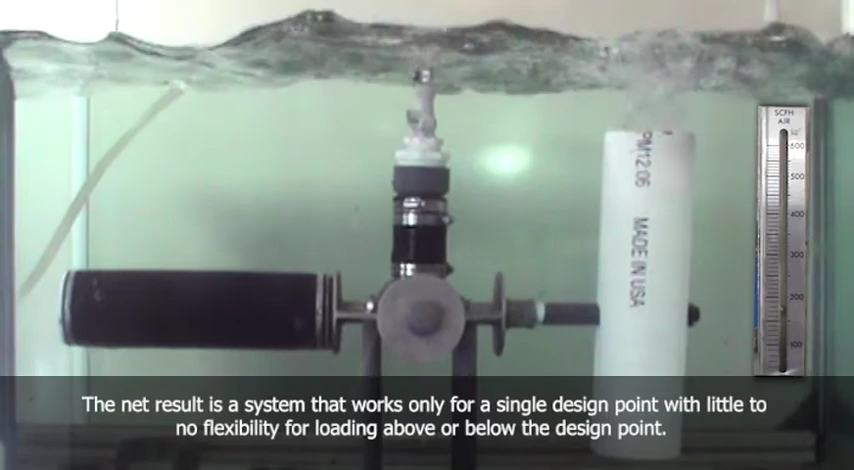 SCFH
AIR
600
500
400
300
200
100
PM12 06 MADE IN USA
The net result is a system that works only for a single design point with little to
no flexibility for loading above or below the design point.